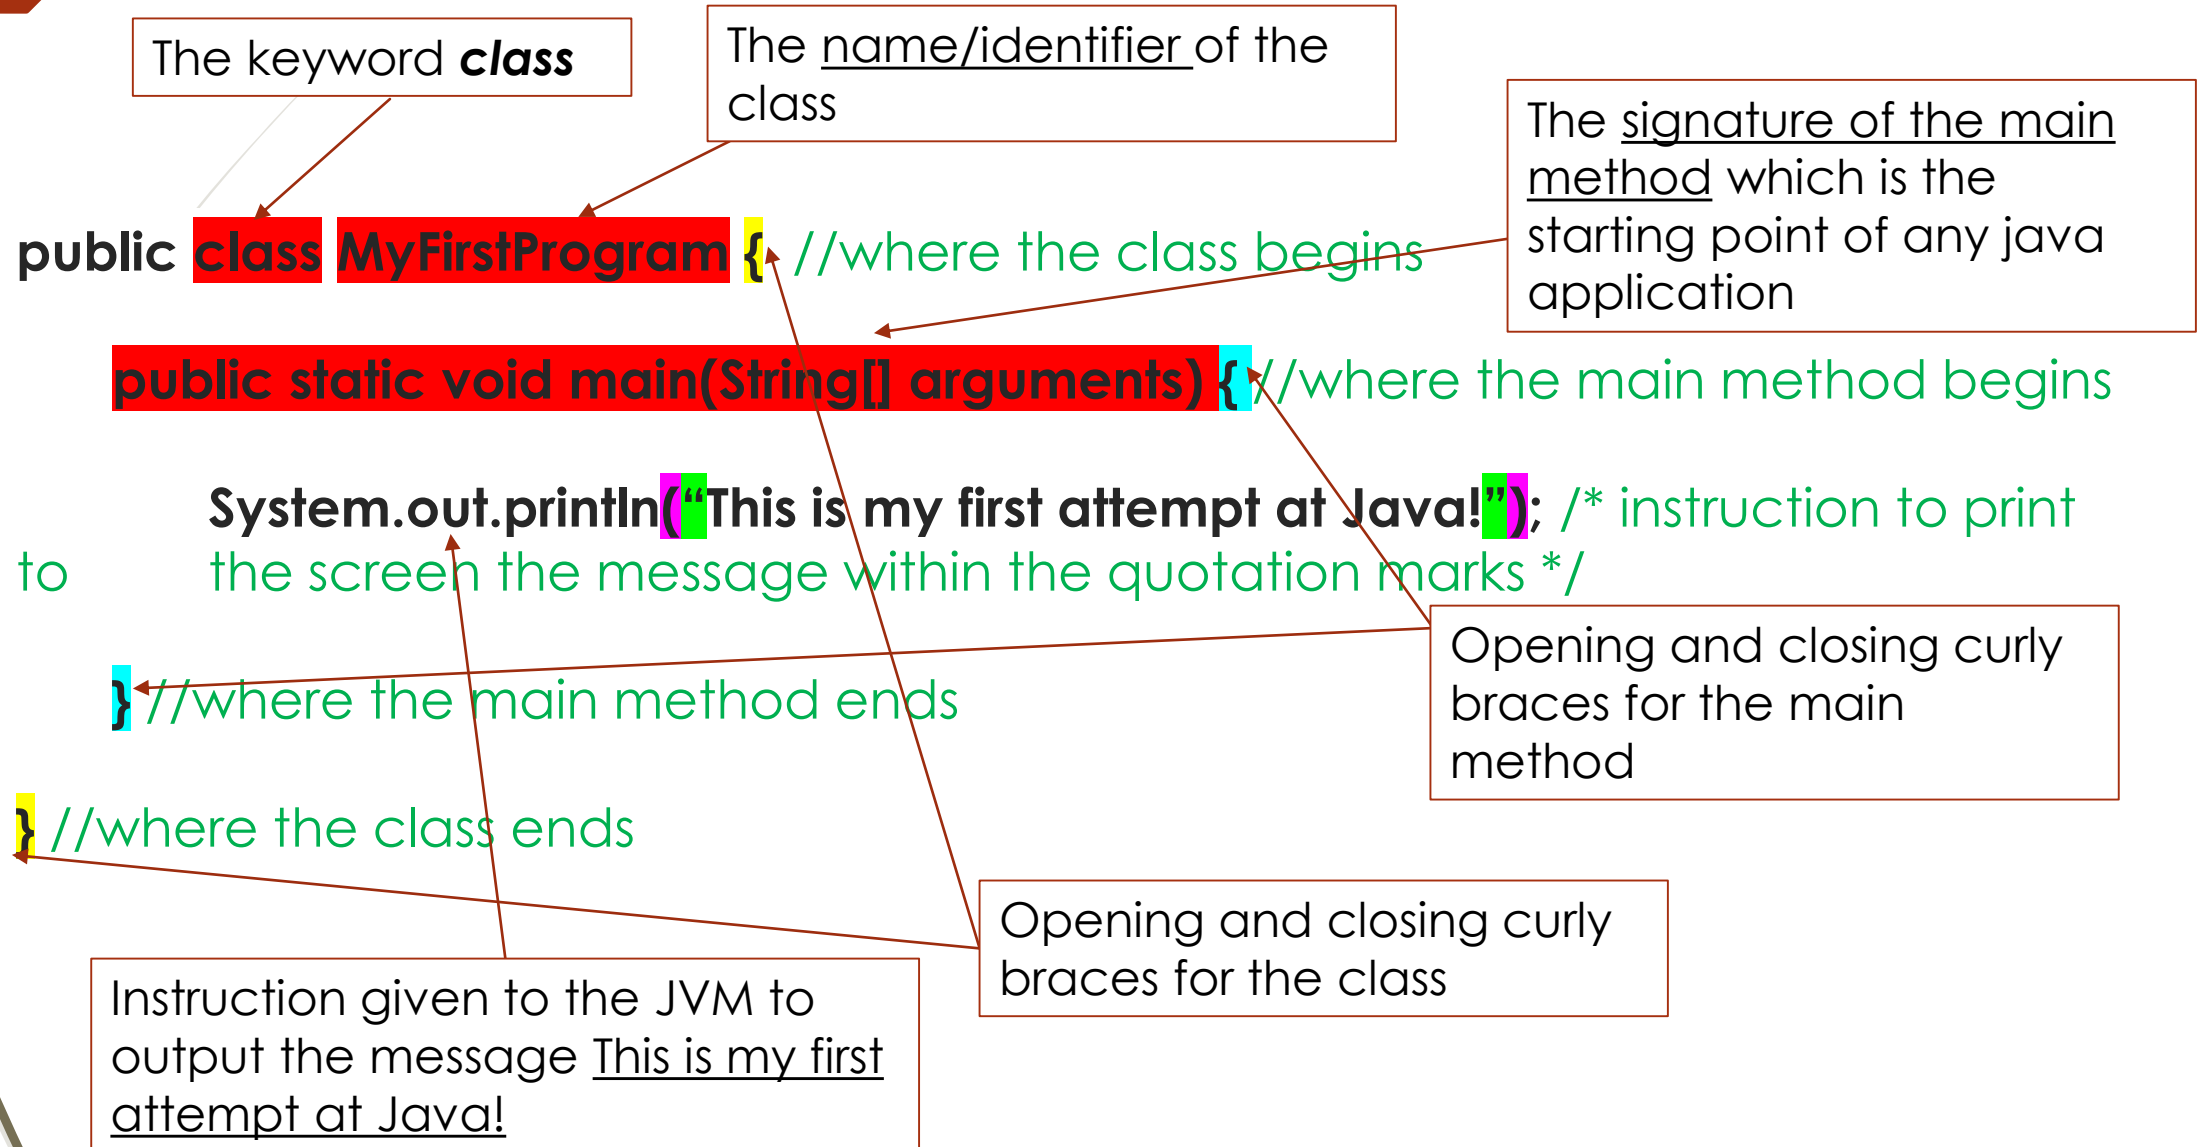 The keyword class
The name/identifier of the
class
The signature of the main
method which is the
starting point of any java
application
public class MyFirstProgram { //where the class begins
public static void main(String[] arguments) { //where the main method begins
System.out.println(“This is my first attempt at Java!”); /* instruction to print
to the screen the message within the quotation marks */
} //where the main method ends
} //where the class ends
Opening and closing curly
braces for the main
method
Opening and closing curly
braces for the class
Instruction given to the JVM to
output the message This is my first
attempt at Java!